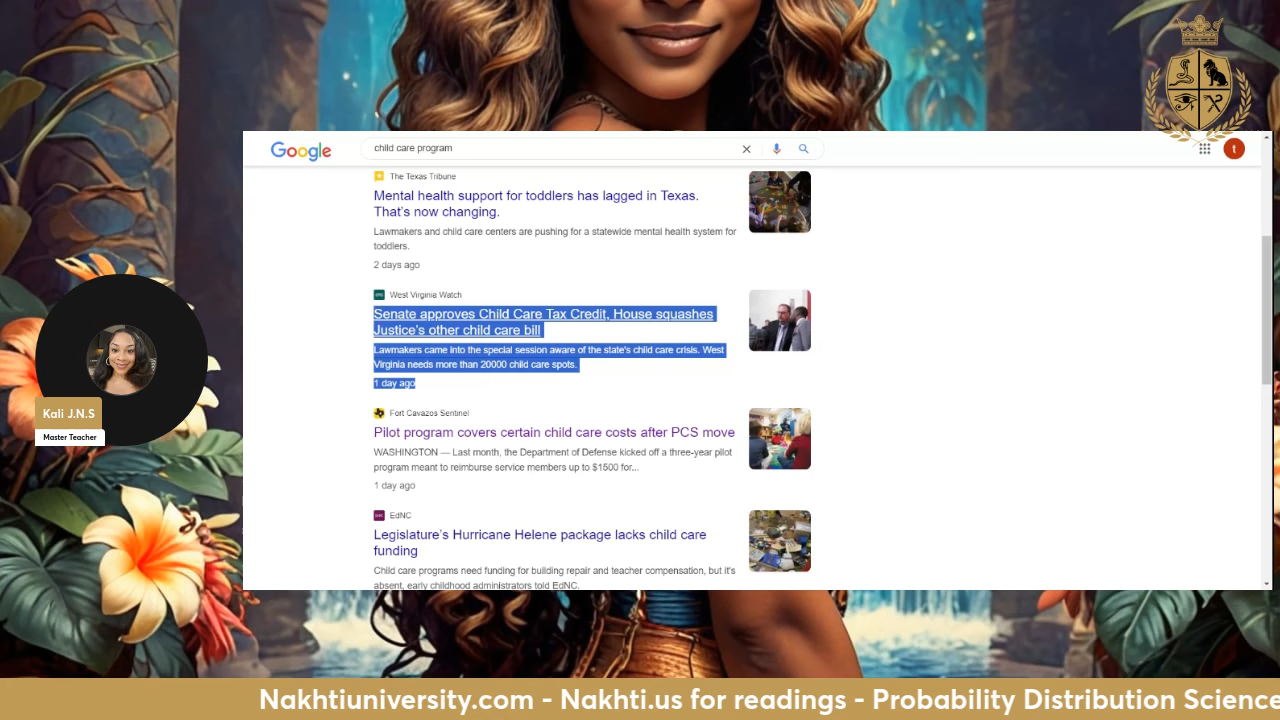 Google
child care program
t
The Texas Tribune
Mental health support for toddlers has lagged in Texas.
That's now changing.
Lawmakers and child care centers are pushing for a statewide mental health system for
toddlers.
2 days ago
West Virginia Watch
Senate approves Child Care Tax Credit, House squashes
Justice's other child care bill
Lawmakers came into the special session aware of the state's child care crisis. West
Virginia needs more than 20000 child care spots.
1 day ago
Fort Cavazos Sentinel
Pilot program covers certain child care costs after PCS move
WASHINGTON — Last month, the Department of Defense kicked off a three-year pilot
program meant to reimburse service members up to $1500 for...
1 day ago
EdNC
Legislature's Hurricane Helene package lacks child care
funding
Child care programs need funding for building repair and teacher compensation, but it's
absent, early childhood administrators told EdNC.
Kali J.N.S
Master Teacher
Nakhtiuniversity.com - Nakhti.us for readings - Probability Distribution Science